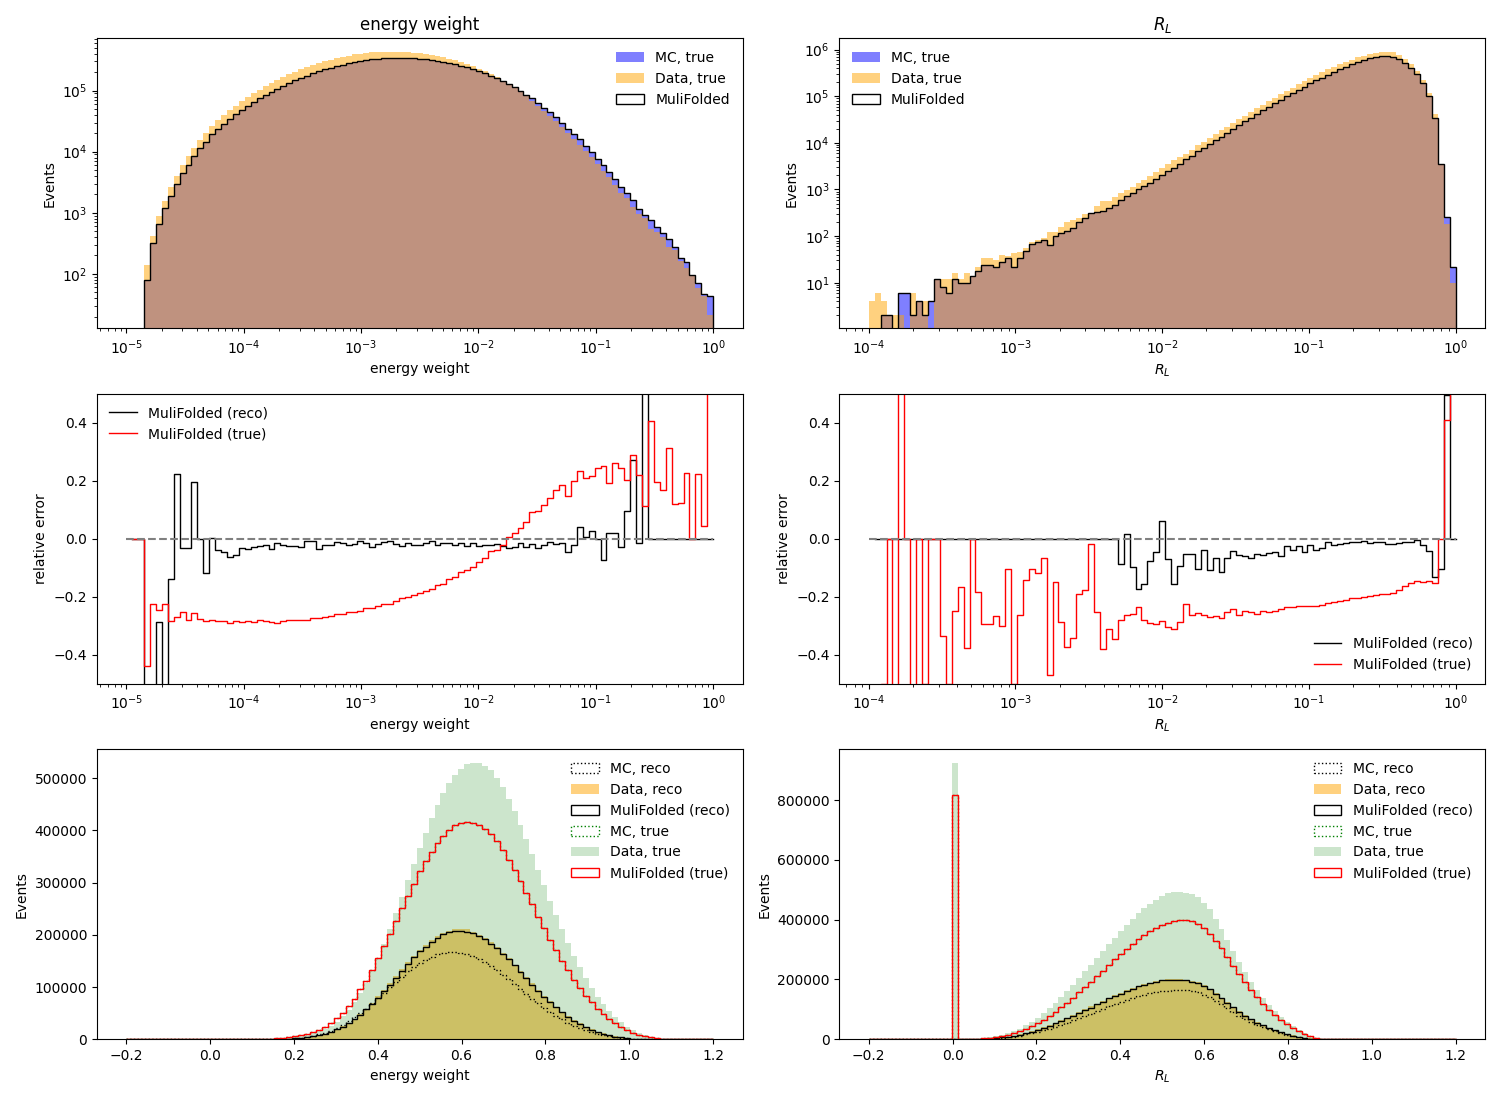 energy weight
Events
10^2
10^3
10^4
10^5
MC, true
Data, true
MuliFolded
10^-5 10^-4 10^-3 10^-2 10^-1 10^0
energy weight
R_L
Events
10^1
10^2
10^3
10^4
10^5
10^6
MC, true
Data, true
MuliFolded
10^-4 10^-3 10^-2 10^-1 10^0
R_L
relative error
0.4
0.2
0.0
−0.2
−0.4
MuliFolded (reco)
MuliFolded (true)
10^-5 10^-4 10^-3 10^-2 10^-1 10^0
energy weight
relative error
0.4
0.2
0.0
−0.2
−0.4
MuliFolded (reco)
MuliFolded (true)
10^-4 10^-3 10^-2 10^-1 10^0
R_L
Events
500000
400000
300000
200000
100000
0
MC, reco
Data, reco
MuliFolded (reco)
MC, true
Data, true
MuliFolded (true)
−0.2 0.0 0.2 0.4 0.6 0.8 1.0 1.2
energy weight
Events
800000
600000
400000
200000
0
MC, reco
Data, reco
MuliFolded (reco)
MC, true
Data, true
MuliFolded (true)
−0.2 0.0 0.2 0.4 0.6 0.8 1.0 1.2
R_L